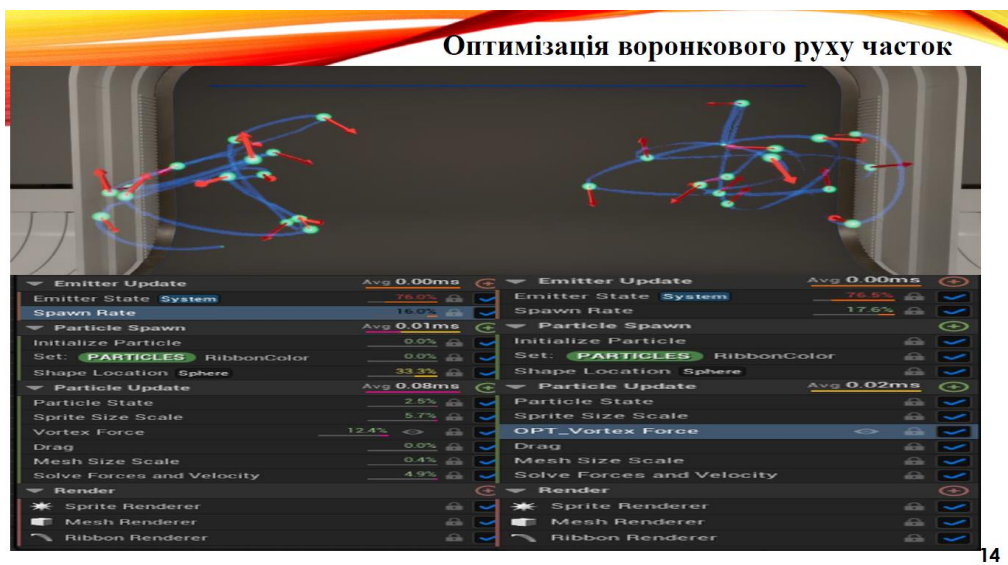 Оптимізація воронкового руху часток
Emitter Update Avg 0.00ms
Emitter State System 76.0%
Spawn Rate 16.0%
Particle Spawn Avg 0.01ms
Initialize Particle 0.0%
Set: PARTICLES RibbonColor 0.0%
Shape Location Sphere 33.3%
Particle Update Avg 0.08ms
Particle State 2.5%
Sprite Size Scale 5.7%
Vortex Force 12.4%
Drag 0.0%
Mesh Size Scale 0.4%
Solve Forces and Velocity 4.9%
Render
Sprite Renderer
Mesh Renderer
Ribbon Renderer
Emitter Update Avg 0.00ms
Emitter State System 76.5%
Spawn Rate 17.6%
Particle Spawn
Initialize Particle
Set: PARTICLES RibbonColor
Shape Location Sphere
Particle Update Avg 0.02ms
Particle State
Sprite Size Scale
OPT_Vortex Force
Drag
Mesh Size Scale
Solve Forces and Velocity
Render
Sprite Renderer
Mesh Renderer
Ribbon Renderer
14